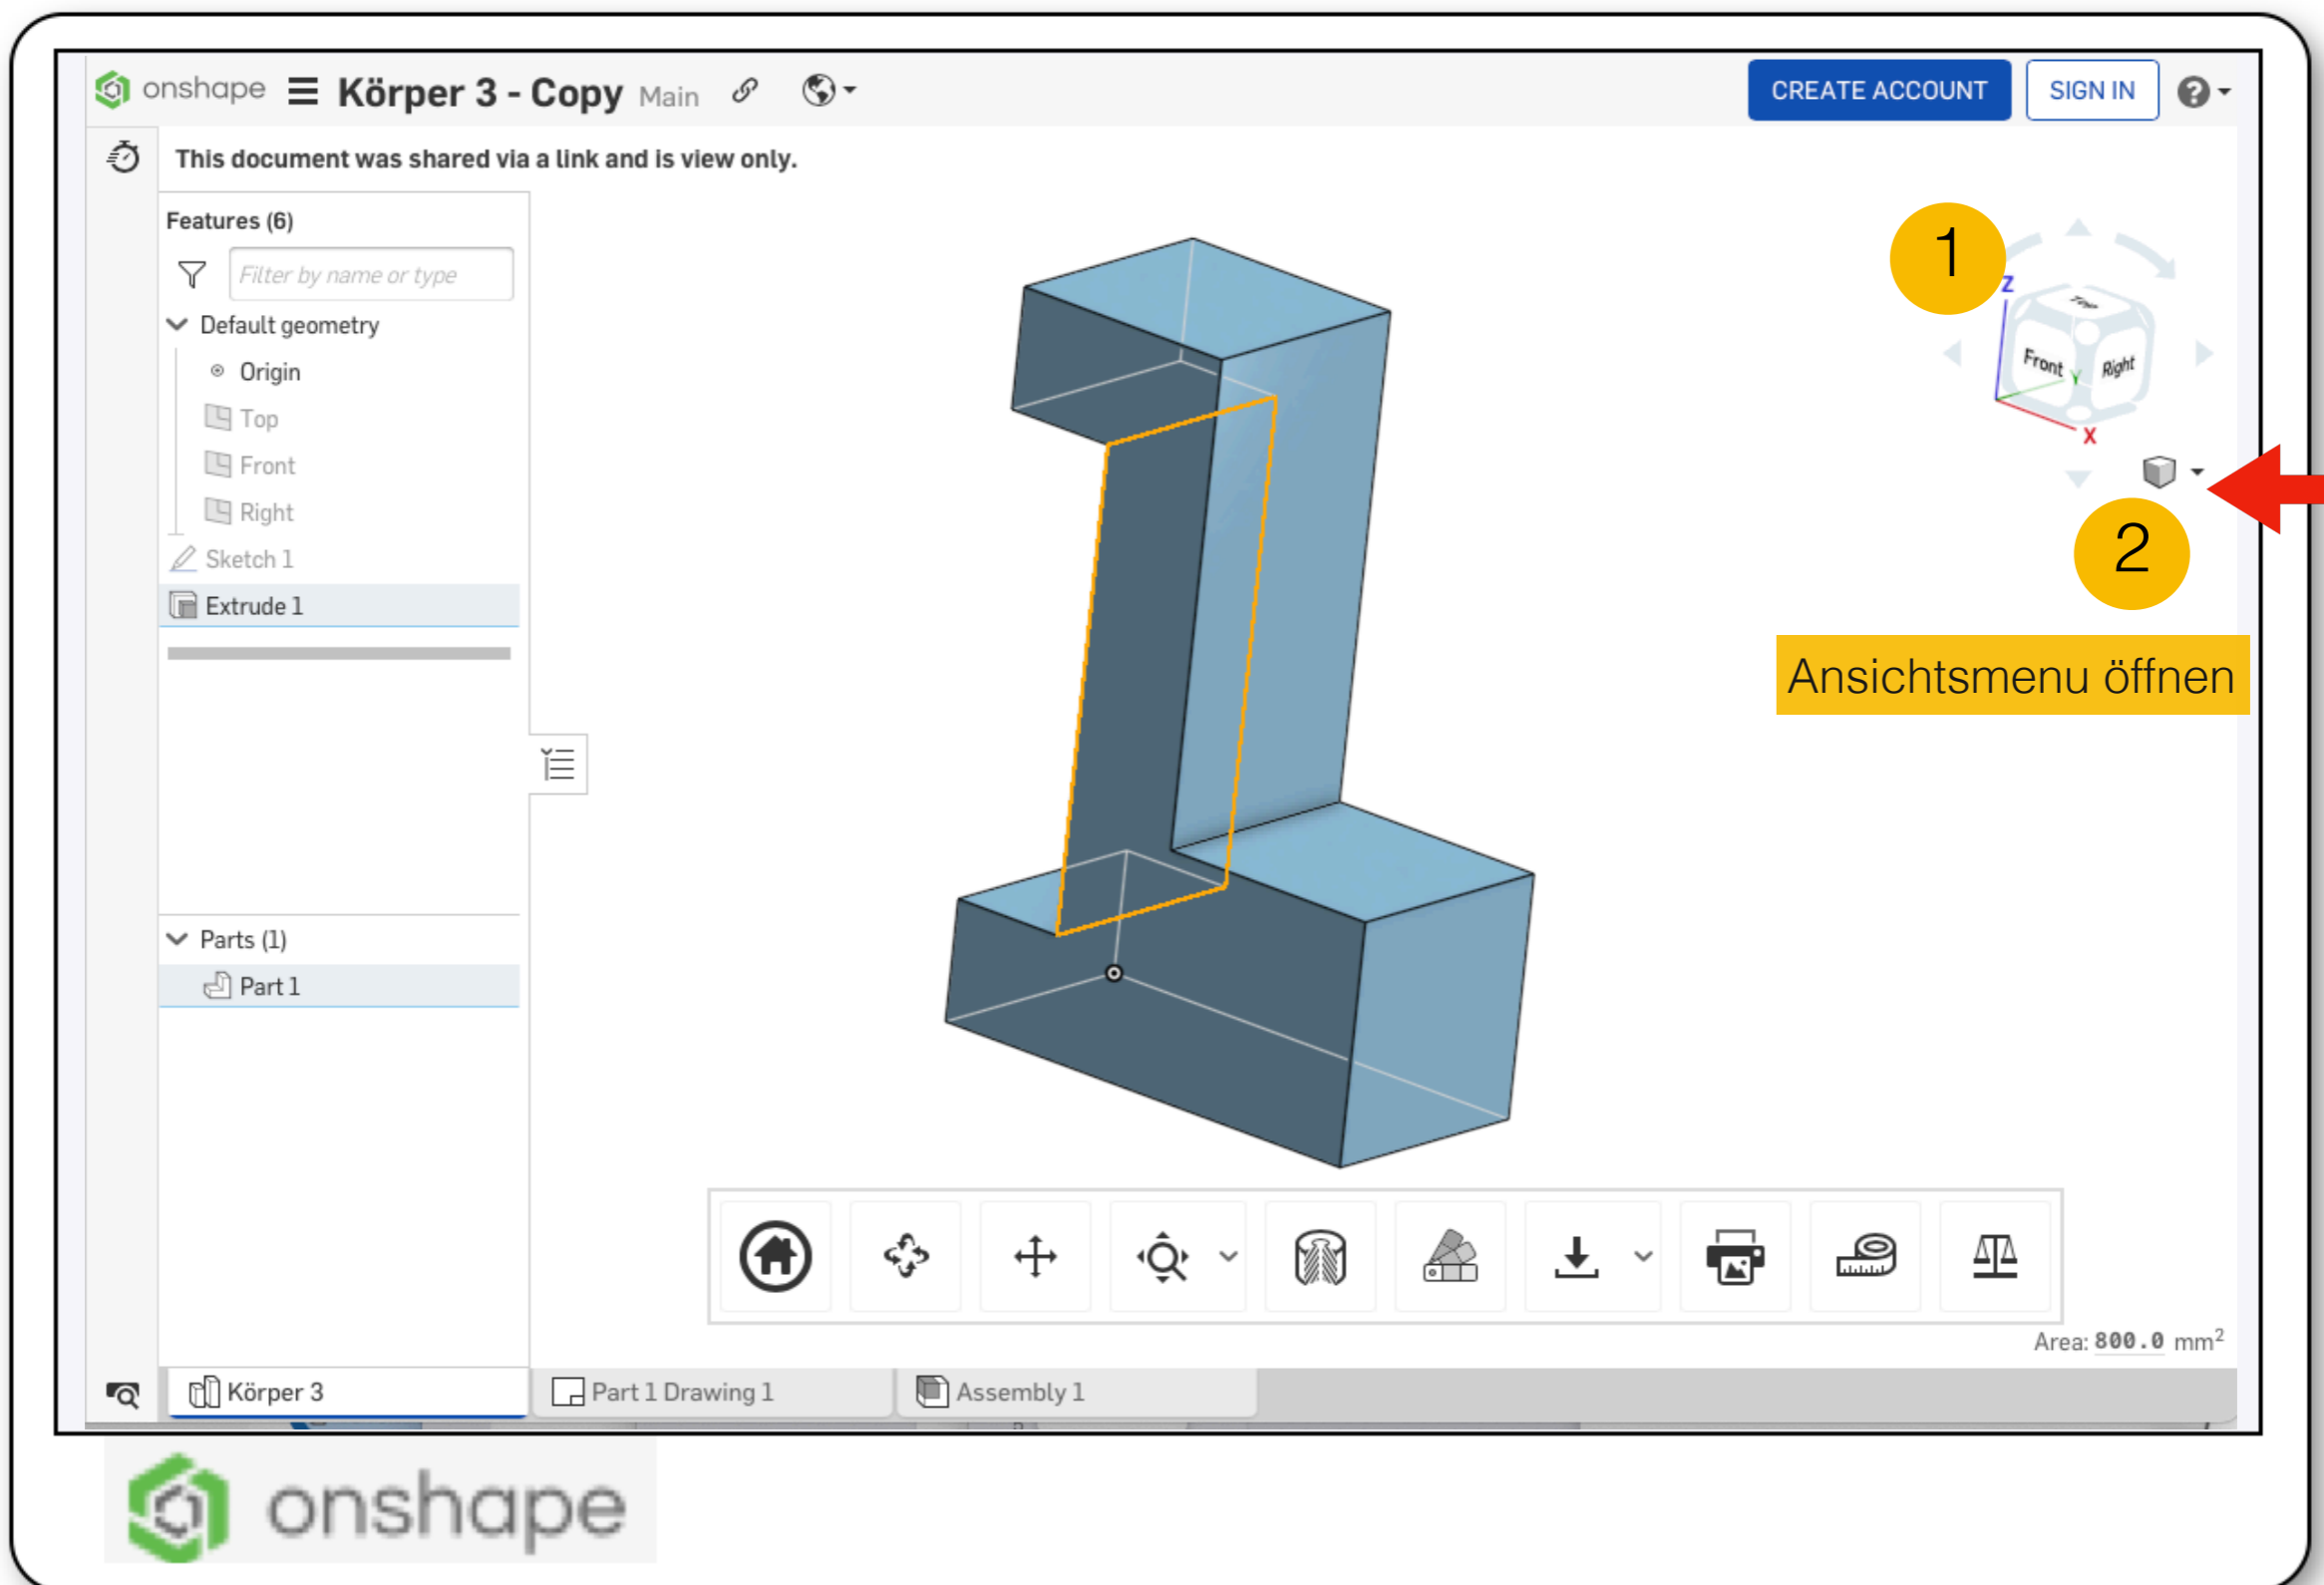 onshape Körper 3 - Copy Main CREATE ACCOUNT SIGN IN
This document was shared via a link and is view only.
Features (6)
Filter by name or type
Default geometry
Origin
Top
Front
Right
Sketch 1
Extrude 1
Parts (1)
Part 1
1
Z
Top
Front
Y
Right
X
2
Ansichtsmenu öffnen
Area: 800.0 mm²
Körper 3 Part 1 Drawing 1 Assembly 1
onshape